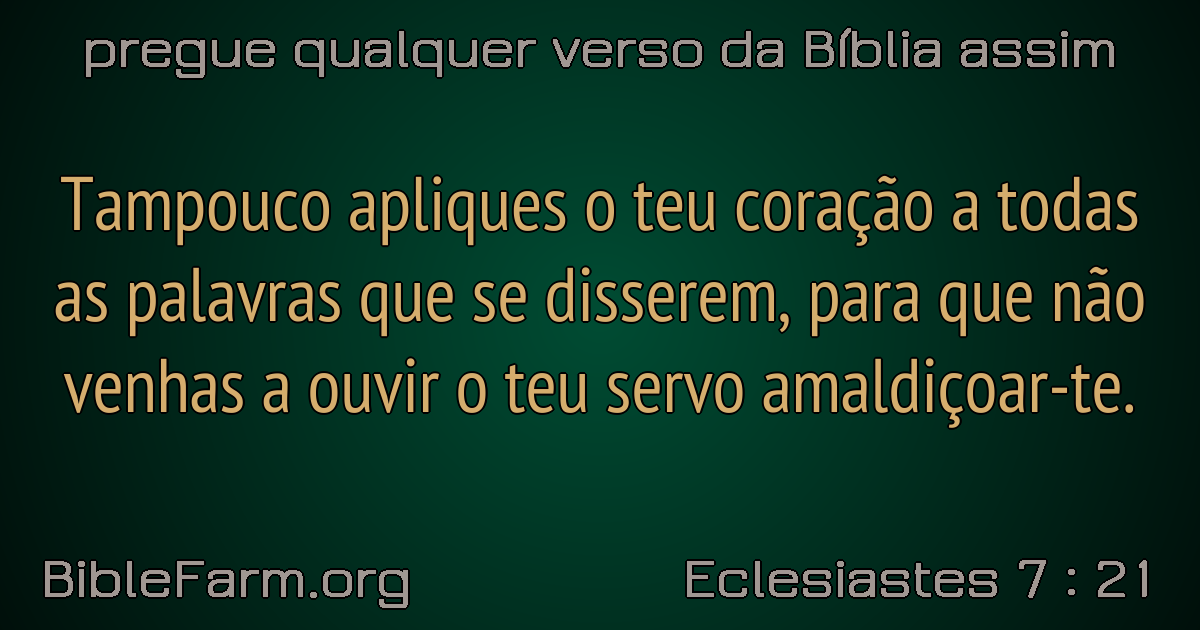 pregue qualquer verso da Bíblia assim
Tampouco apliques o teu coração a todas
as palavras que se disserem, para que não
venhas a ouvir o teu servo amaldiçoar-te.
BibleFarm.org
Eclesiastes 7 : 21